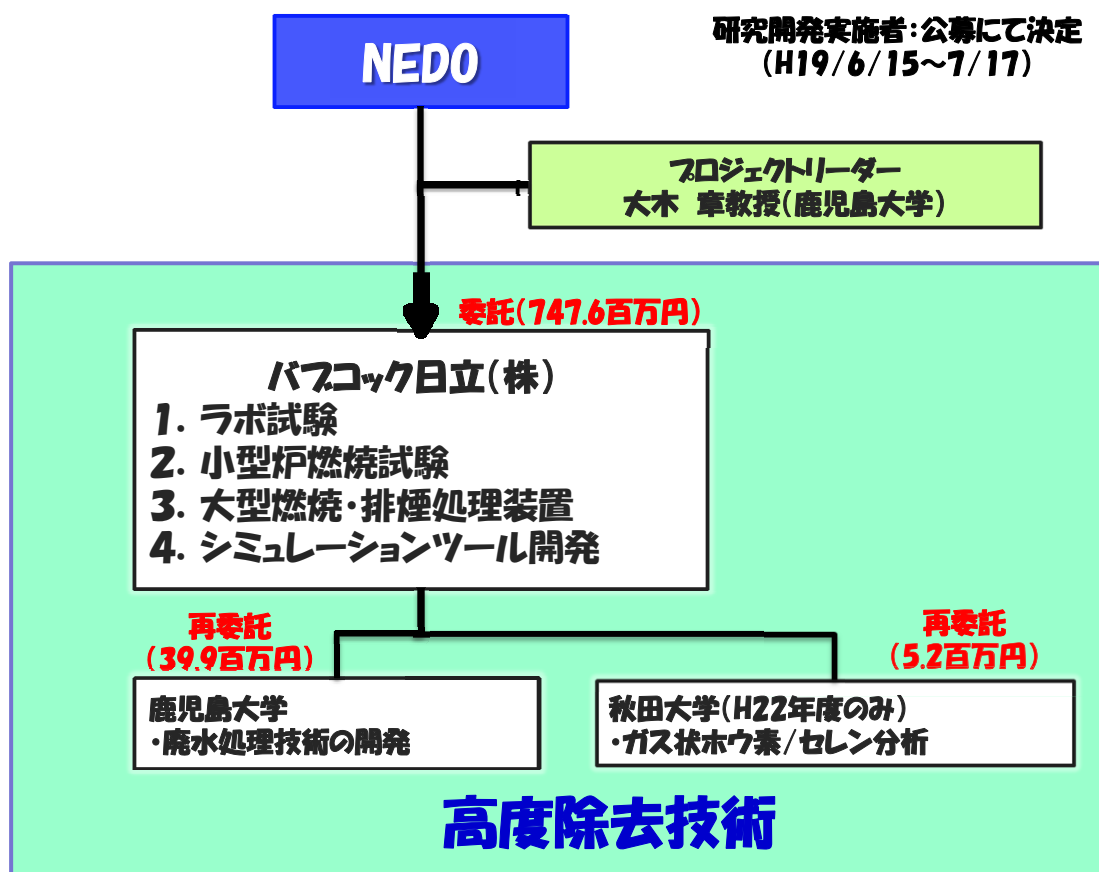 NEDO
研究開発実施者:公募にて決定
(H19/6/15～7/17)
プロジェクトリーダー
大木 章教授(鹿児島大学)
委託(747.6百万円)
バブコック日立(株)
1. ラボ試験
2. 小型炉燃焼試験
3. 大型燃焼・排煙処理装置
4. シミュレーションツール開発
再委託
(39.9百万円)
再委託
(5.2百万円)
鹿児島大学
・廃水処理技術の開発
秋田大学(H22年度のみ)
・ガス状ホウ素/セレン分析
高度除去技術